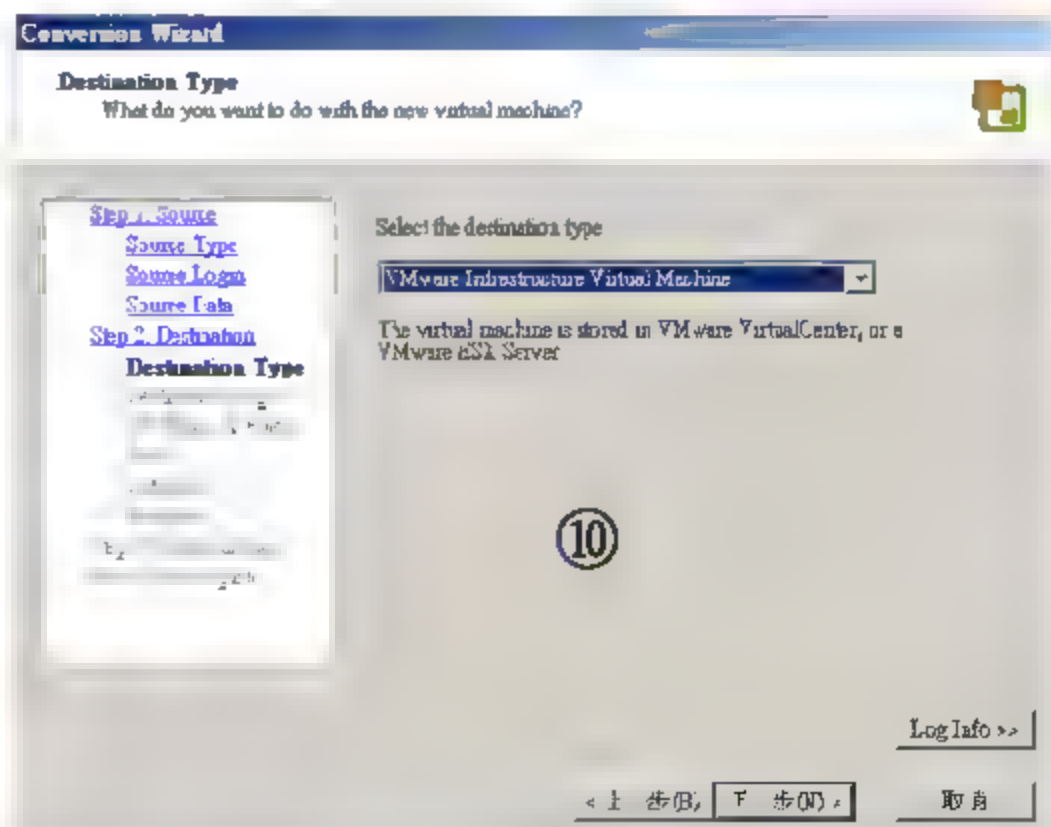 Conversion Wizard
Destination Type
What do you want to do with the new virtual machine?
Step 1. Source
Source Type
Source Login
Source Data
Step 2. Destination
Destination Type
Select the destination type
VMware Infrastructure Virtual Machine
The virtual machine is stored in VMware VirtualCenter, or a
VMware ESX Server
⑩
Log Info >>
< 上一步(B) 下一步(N) > 取消